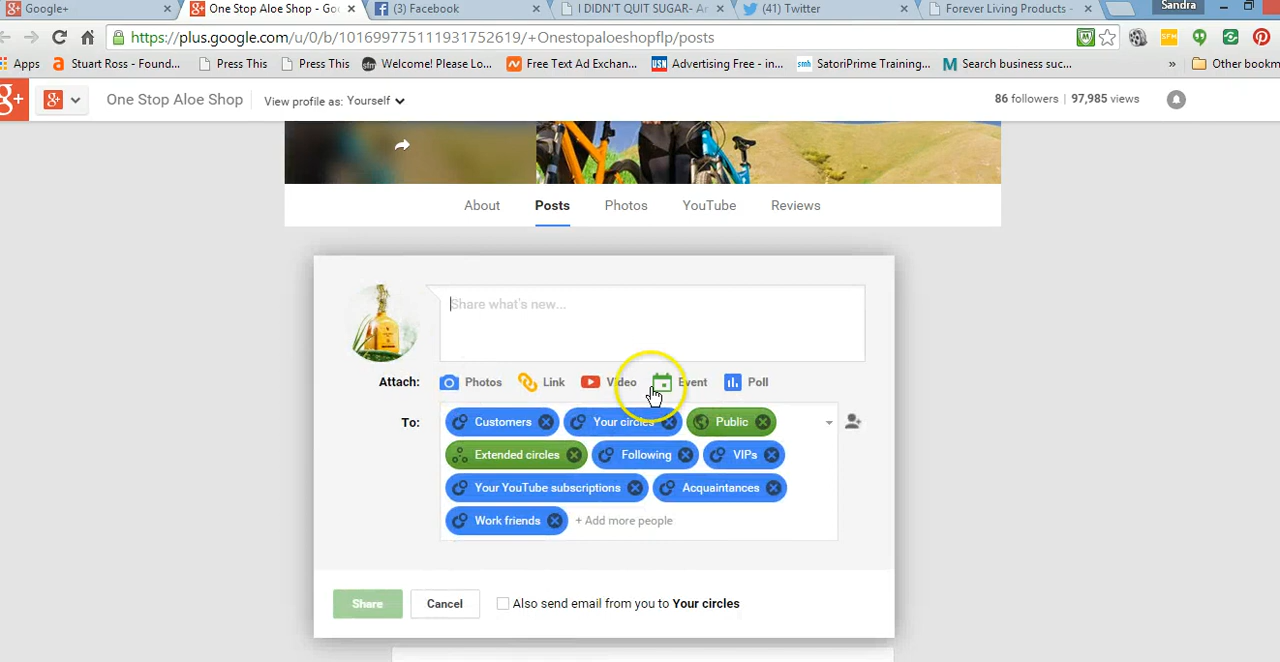 Google+
One Stop Aloe Shop - Go
(3) Facebook
I DIDN'T QUIT SUGAR- Ar
(41) Twitter
Forever Living Products -
Sandra
https://plus.google.com/u/0/b/101699775111931752619/+Onestopaloeshopflp/posts
SFM
Apps
Stuart Ross - Found...
Press This
Press This
sfm
Welcome! Please Lo...
Free Text Ad Exchan...
USN
Advertising Free - in...
smh
SatoriPrime Training...
M
Search business suc...
»
Other bookm
g+
g+
One Stop Aloe Shop
View profile as: Yourself
86 followers | 97,985 views
About
Posts
Photos
YouTube
Reviews
Share what's new...
Attach:
Photos
Link
Video
Event
Poll
To:
Customers
Your circles
Public
Extended circles
Following
VIPs
Your YouTube subscriptions
Acquaintances
Work friends
+ Add more people
Share
Cancel
Also send email from you to Your circles